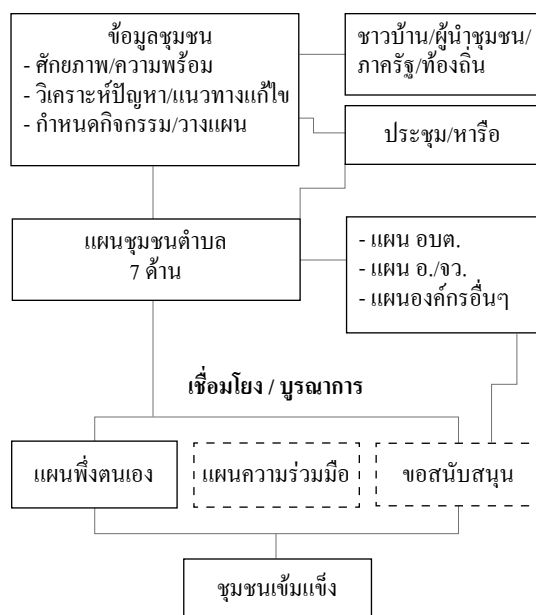 ข้อมูลชุมชน
- ศักยภาพ/ความพร้อม
- วิเคราะห์ปัญหา/แนวทางแก้ไข
- กำหนดกิจกรรม/วางแผน
ชาวบ้าน/ผู้นำชุมชน/
ภาครัฐ/ท้องถิ่น
ประชุม/หารือ
แผนชุมชนตำบล
7 ด้าน
- แผน อบต.
- แผน อ./จว.
- แผนองค์กรอื่นๆ
เชื่อมโยง / บูรณาการ
แผนพึ่งตนเอง
แผนความร่วมมือ
ขอสนับสนุน
ชุมชนเข้มแข็ง